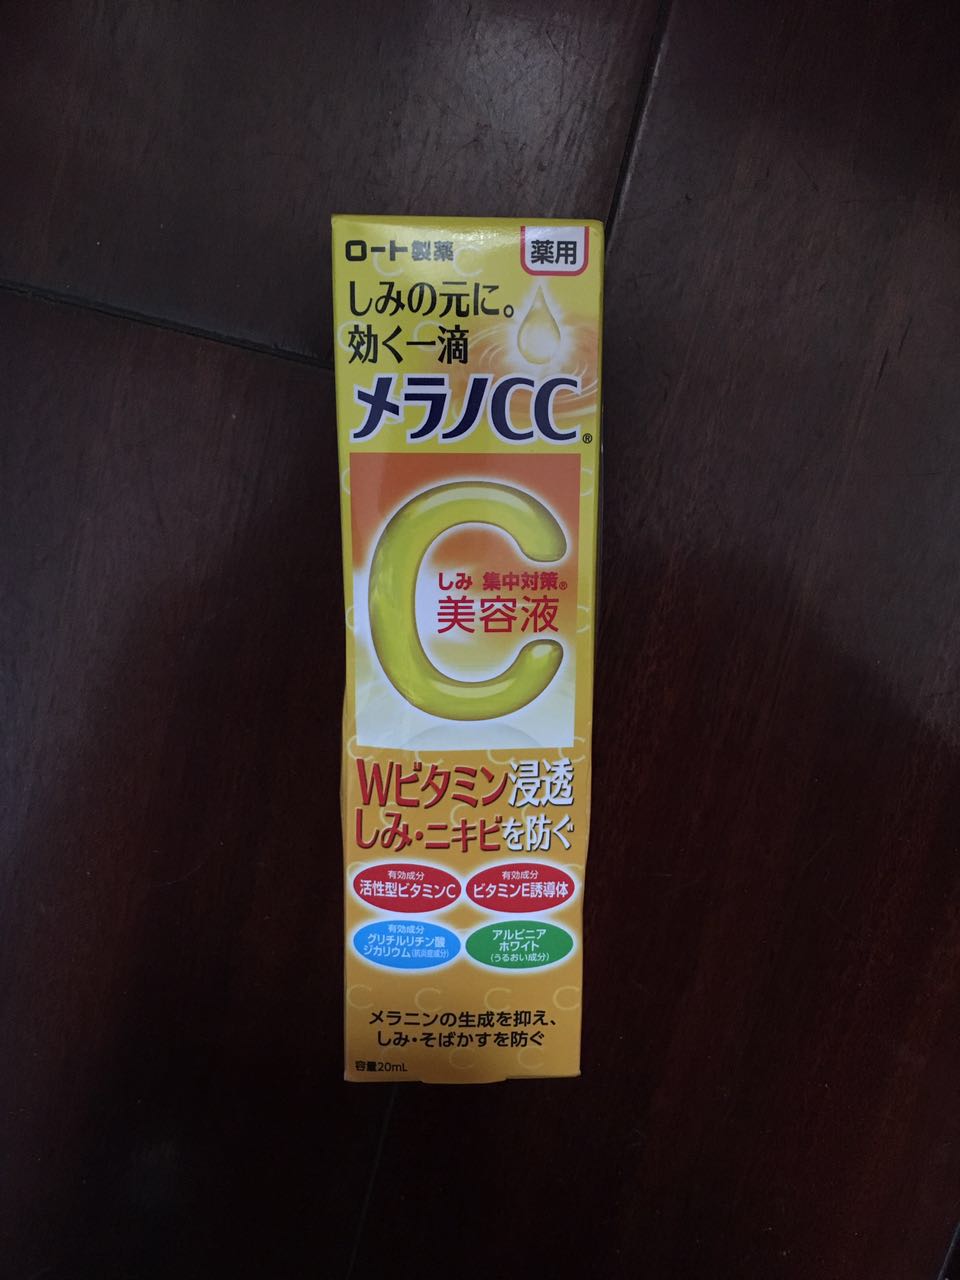 ロート製薬
薬用
しみの元に。
効く一滴
メラノCC®
しみ 集中対策®
美容液
Wビタミン浸透
しみ・ニキビを防ぐ
有効成分
活性型ビタミンC
有効成分
ビタミンE誘導体
有効成分
グリチルリチン酸
ジカリウム(抗炎症成分)
アルピニア
ホワイト
(うるおい成分)
メラニンの生成を抑え、
しみ・そばかすを防ぐ
容量20mL